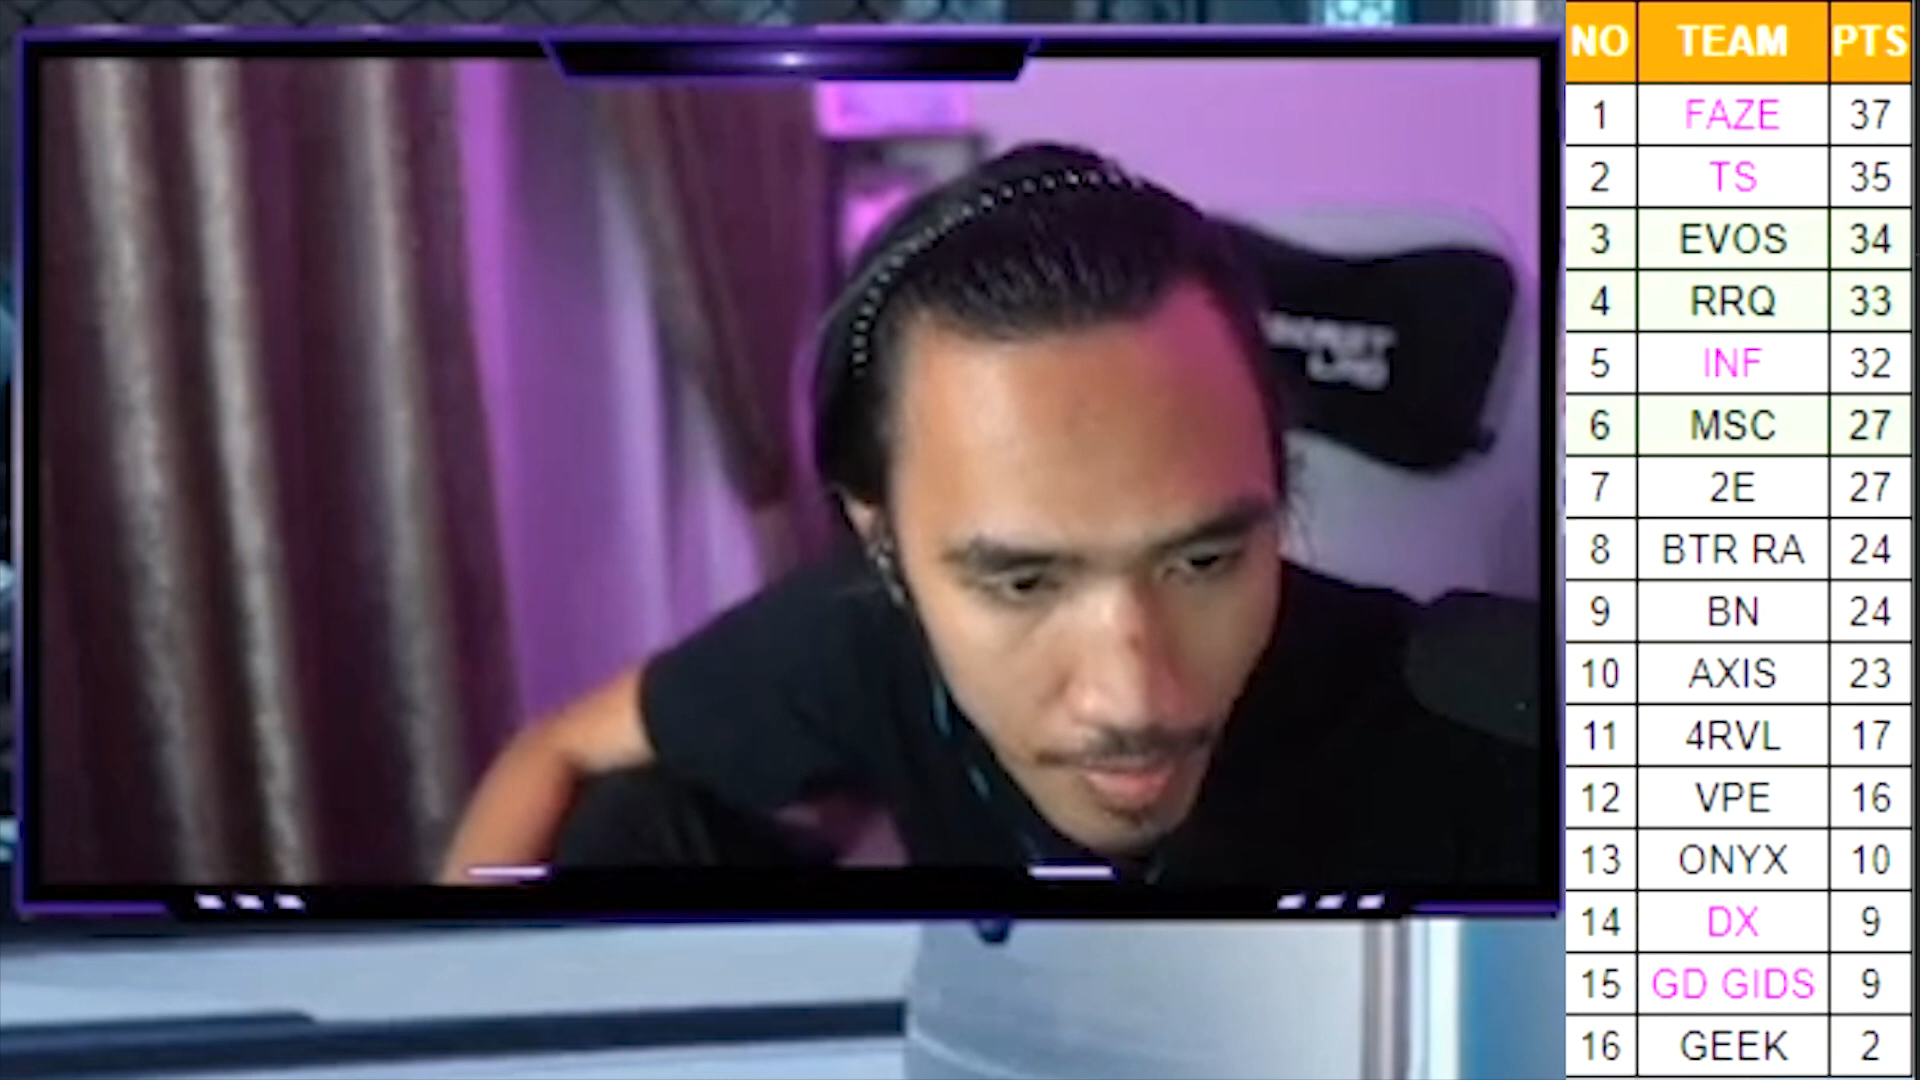 NO TEAM PTS
1 FAZE 37
2 TS 35
3 EVOS 34
4 RRQ 33
5 INF 32
6 MSC 27
7 2E 27
8 BTR RA 24
9 BN 24
10 AXIS 23
11 4RVL 17
12 VPE 16
13 ONYX 10
14 DX 9
15 GD GIDS 9
16 GEEK 2